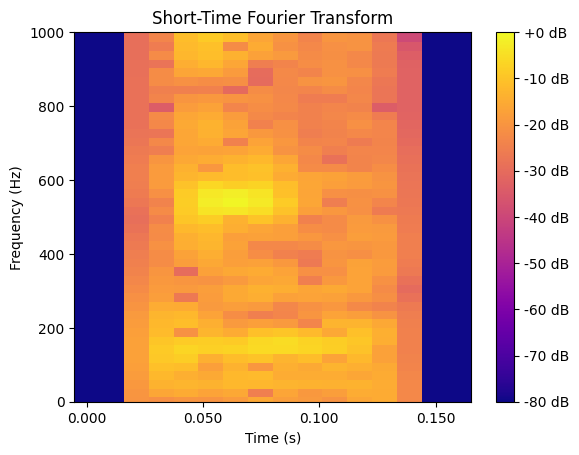 Short-Time Fourier Transform
Frequency (Hz)
1000
800
600
400
200
0
0.000 0.050 0.100 0.150
Time (s)
+0 dB
-10 dB
-20 dB
-30 dB
-40 dB
-50 dB
-60 dB
-70 dB
-80 dB